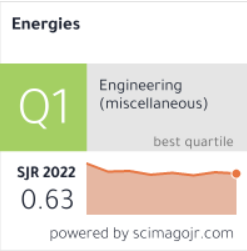 Energies
Q1
Engineering
(miscellaneous)
best quartile
SJR 2022
0.63
powered by scimagojr.com